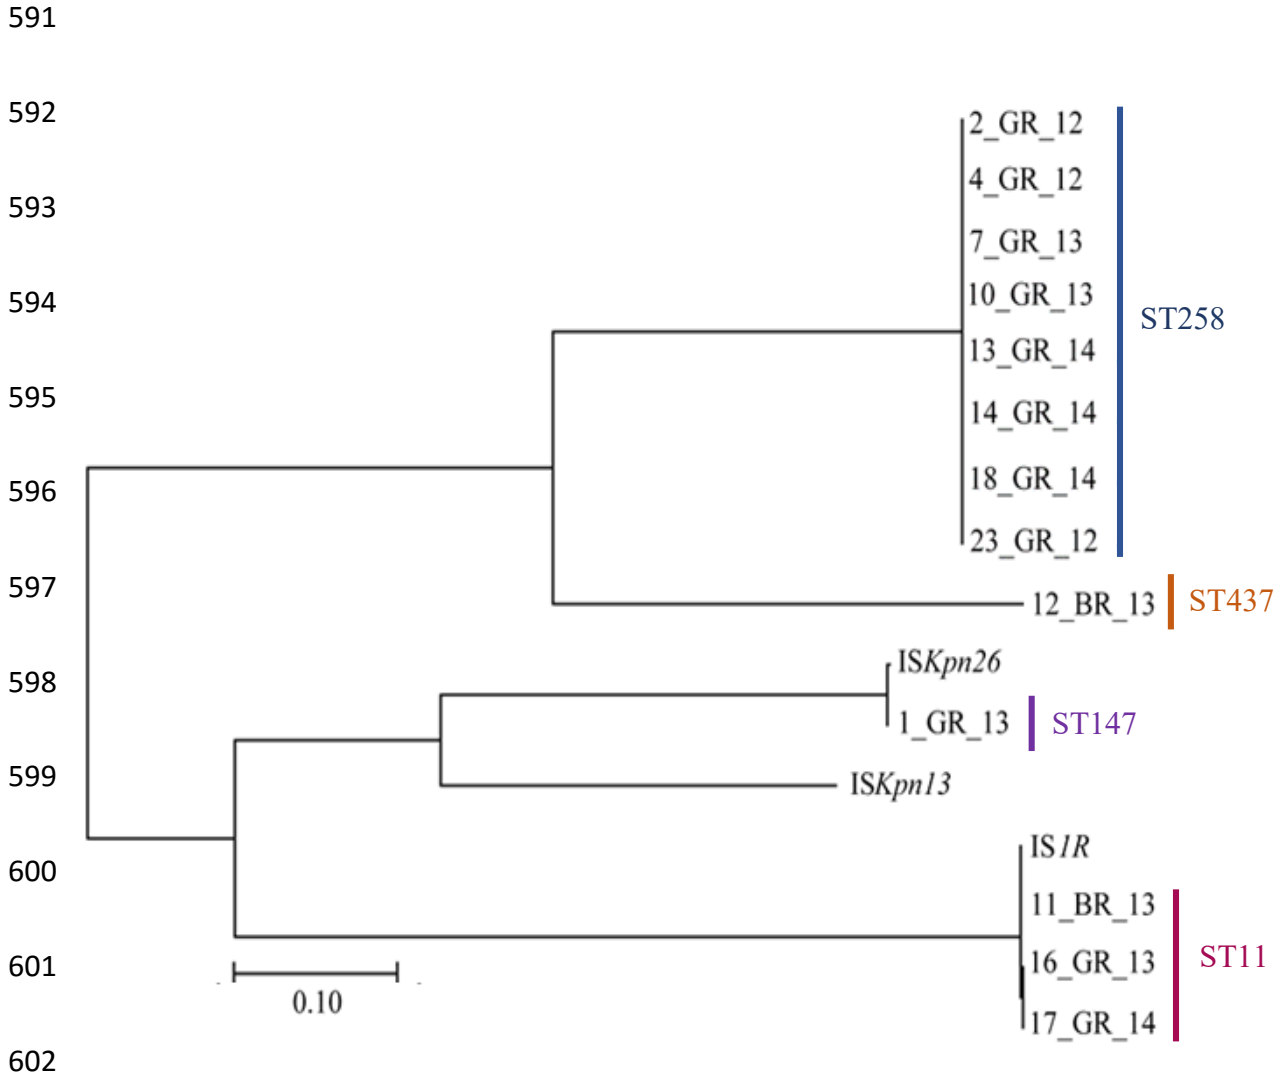 591
592
2_GR_12
4_GR_12
593
7_GR_13
594
10_GR_13
ST258
13_GR_14
595
14_GR_14
18_GR_14
596
23_GR_12
597
12_BR_13
ST437
ISKpn26
598
1_GR_13
ST147
599
ISKpn13
IS1R
600
11_BR_13
16_GR_13
ST11
601
0.10
17_GR_14
602